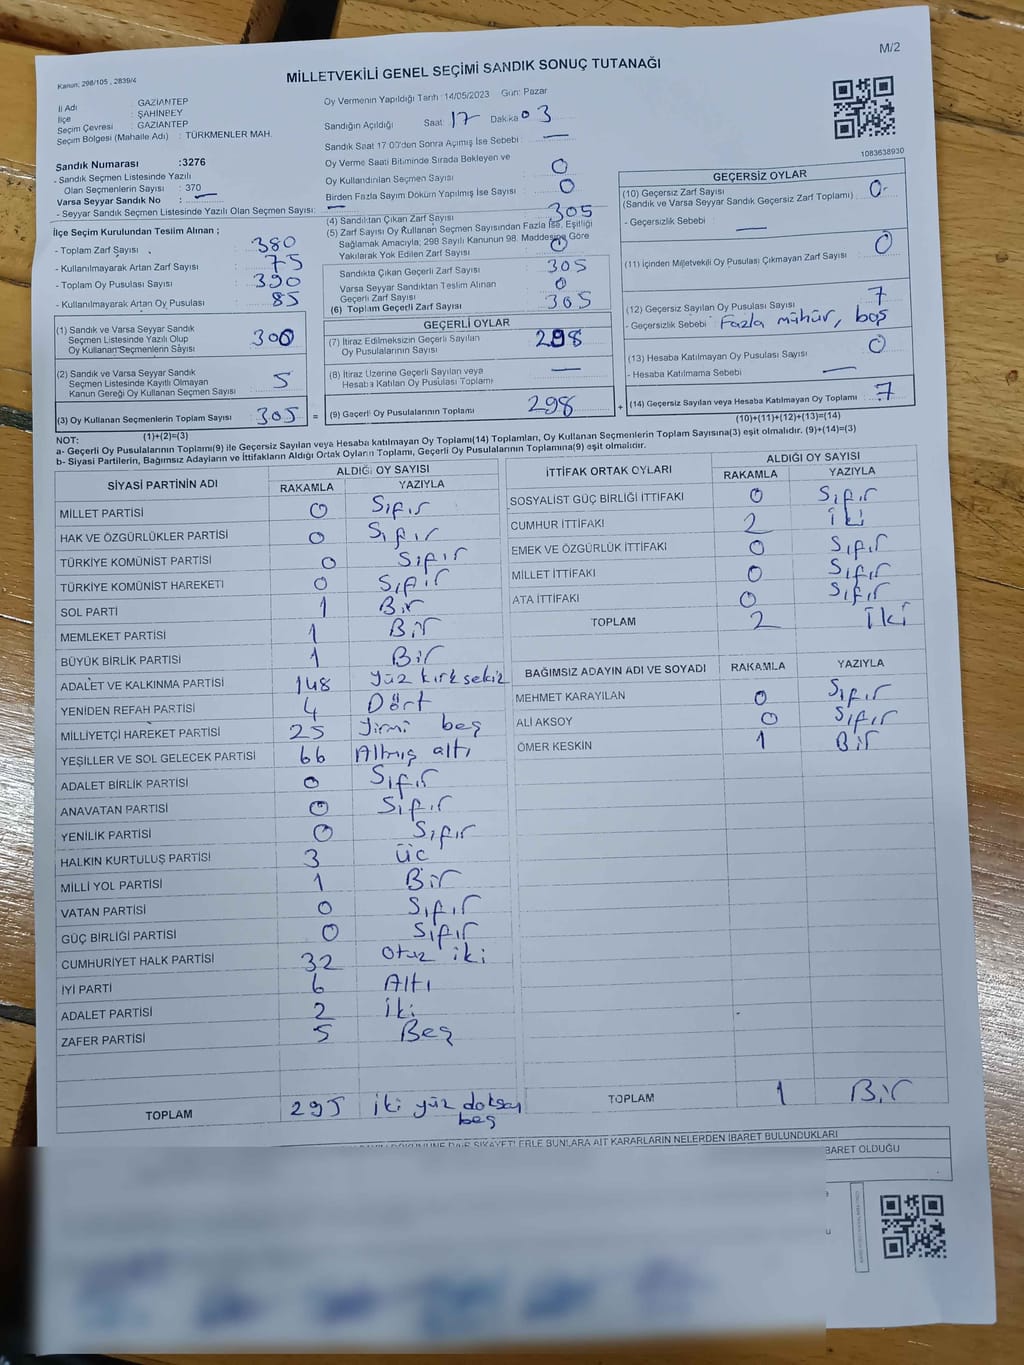 M/2
Kanun: 298/105 , 2839/4
MİLLETVEKİLİ GENEL SEÇİMİ SANDIK SONUÇ TUTANAĞI
İl Adı : GAZİANTEP
İlçe : ŞAHİNBEY
Seçim Çevresi : GAZİANTEP
Seçim Bölgesi (Mahalle Adı) : TÜRKMENLER MAH.
Sandık Numarası :3276
- Sandık Seçmen Listesinde Yazılı
Olan Seçmenlerin Sayısı : 370
Varsa Seyyar Sandık No : —
- Seyyar Sandık Seçmen Listesinde Yazılı Olan Seçmen Sayısı: —
Oy Vermenin Yapıldığı Tarih :14/05/2023 Gün: Pazar
Sandığın Açıldığı Saat: 17 Dakika 03
Sandık Saat 17 00'den Sonra Açımış İse Sebebi : —
Oy Verme Saati Bitiminde Sırada Bekleyen ve
Oy Kullandırılan Seçmen Sayısı 0
Birden Fazla Sayım Döküm Yapılmış İse Sayısı 0
1083638930
İlçe Seçim Kurulundan Teslim Alınan ;
- Toplam Zarf Sayısı 380
- Kullanılmayarak Artan Zarf Sayısı 75
- Toplam Oy Pusulası Sayısı 390
- Kullanılmayarak Artan Oy Pusulası 85
(4) Sandıktan Çıkan Zarf Sayısı 305
(5) Zarf Sayısı Oy Kullanan Seçmen Sayısından Fazla İse, Eşitliği
Sağlamak Amacıyla, 298 Sayılı Kanunun 98. Maddesine Göre
Yakılarak Yok Edilen Zarf Sayısı 0
Sandıkta Çıkan Geçerli Zarf Sayısı 305
Varsa Seyyar Sandıktan Teslim Alınan
Geçerli Zarf Sayısı 0
(6) Toplam Geçerli Zarf Sayısı 305
GEÇERSİZ OYLAR
(10) Geçersiz Zarf Sayısı 0
(Sandık ve Varsa Seyyar Sandık Geçersiz Zarf Toplamı)
- Geçersizlik Sebebi : —
(11) İçinden Milletvekili Oy Pusulası Çıkmayan Zarf Sayısı 0
(12) Geçersiz Sayılan Oy Pusulası Sayısı 7
- Geçersizlik Sebebi Fazla mühür, boş
(13) Hesaba Katılmayan Oy Pusulası Sayısı 0
- Hesaba Katılmama Sebebi —
(14) Geçersiz Sayılan veya Hesaba Katılmayan Oy Toplamı 7
(10)+(11)+(12)+(13)=(14)
(1) Sandık ve Varsa Seyyar Sandık
Seçmen Listesinde Yazılı Olup
Oy Kullanan Seçmenlerin Sayısı 300
(2) Sandık ve Varsa Seyyar Sandık
Seçmen Listesinde Kayıtlı Olmayan
Kanun Gereği Oy Kullanan Seçmen Sayısı 5
(3) Oy Kullanan Seçmenlerin Toplam Sayısı 305 =
(1)+(2)=(3)
GEÇERLİ OYLAR
(7) İtiraz Edilmeksizin Geçerli Sayılan
Oy Pusulalarının Sayısı 298
(8) İtiraz Üzerine Geçerli Sayılan veya
Hesaba Katılan Oy Pusulası Toplamı —
(9) Geçerli Oy Pusulalarının Toplamı 298 +
NOT:
a- Geçerli Oy Pusulalarının Toplamı(9) ile Geçersiz Sayılan veya Hesaba katılmayan Oy Toplamı(14) Toplamları, Oy Kullanan Seçmenlerin Toplam Sayısına(3) eşit olmalıdır. (9)+(14)=(3)
b- Siyasi Partilerin, Bağımsız Adayların ve İttifakların Aldığı Ortak Oyların Toplamı, Geçerli Oy Pusulalarının Toplamına(9) eşit olmalıdır.
SİYASİ PARTİNİN ADI ALDIĞI OY SAYISI
RAKAMLA YAZIYLA
MİLLET PARTİSİ 0 Sıfır
HAK VE ÖZGÜRLÜKLER PARTİSİ 0 Sıfır
TÜRKİYE KOMÜNİST PARTİSİ 0 Sıfır
TÜRKİYE KOMÜNİST HAREKETİ 0 Sıfır
SOL PARTİ 1 Bir
MEMLEKET PARTİSİ 1 Bir
BÜYÜK BİRLİK PARTİSİ 1 Bir
ADALET VE KALKINMA PARTİSİ 148 Yüz kırk sekiz
YENİDEN REFAH PARTİSİ 4 Dört
MİLLİYETÇİ HAREKET PARTİSİ 25 Yirmi beş
YEŞİLLER VE SOL GELECEK PARTİSİ 66 Altmış altı
ADALET BİRLİK PARTİSİ 0 Sıfır
ANAVATAN PARTİSİ 0 Sıfır
YENİLİK PARTİSİ 0 Sıfır
HALKIN KURTULUŞ PARTİSİ 3 üç
MİLLİ YOL PARTİSİ 1 Bir
VATAN PARTİSİ 0 Sıfır
GÜÇ BİRLİĞİ PARTİSİ 0 Sıfır
CUMHURİYET HALK PARTİSİ 32 Otuz iki
İYİ PARTİ 6 Altı
ADALET PARTİSİ 2 İki
ZAFER PARTİSİ 5 Beş
TOPLAM 295 İki yüz doksan
beş
İTTİFAK ORTAK OYLARI ALDIĞI OY SAYISI
RAKAMLA YAZIYLA
SOSYALİST GÜÇ BİRLİĞİ İTTİFAKI 0 Sıfır
CUMHUR İTTİFAKI 2 İki
EMEK VE ÖZGÜRLÜK İTTİFAKI 0 Sıfır
MİLLET İTTİFAKI 0 Sıfır
ATA İTTİFAKI 0 Sıfır
TOPLAM 2 İki
BAĞIMSIZ ADAYIN ADI VE SOYADI RAKAMLA YAZIYLA
MEHMET KARAYILAN 0 Sıfır
ALİ AKSOY 0 Sıfır
ÖMER KESKİN 1 Bir
TOPLAM 1 Bir
ŞİKAYETLERLE BUNLARA AİT KARARLARIN NELERDEN İBARET BULUNDUKLARI
BARET OLDUĞU